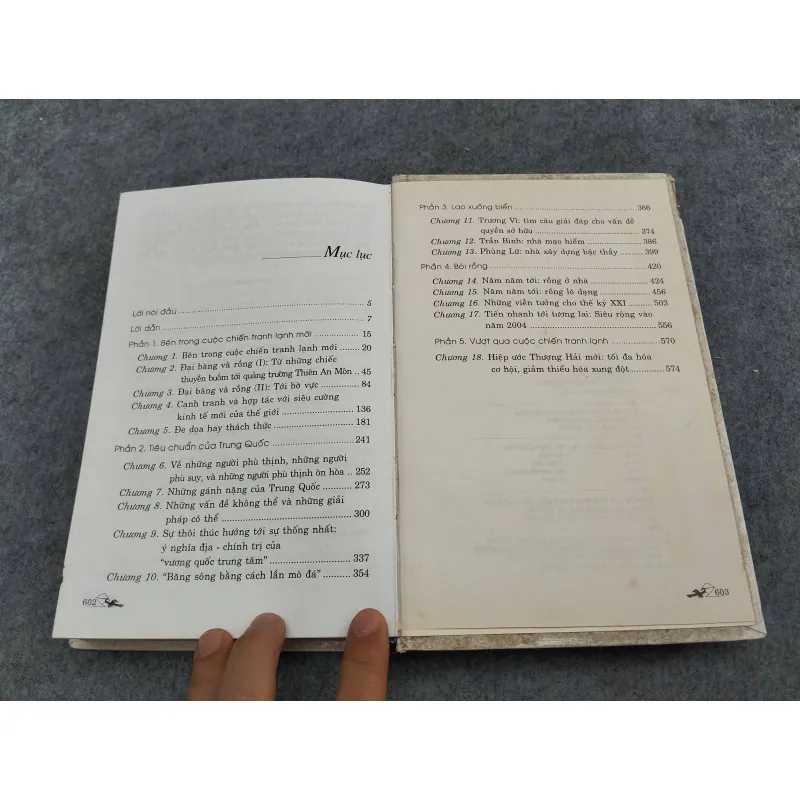 Mục lục
Lời nói đầu 5
Lời dẫn 7
Phần 1. Bên trong cuộc chiến tranh lạnh mới 15
Chương 1. Bên trong cuộc chiến tranh lạnh mới 20
Chương 2. Đại bàng và rồng (I): Từ những chiếc
thuyền buồm tới quảng trường Thiên An Môn .. 45
Chương 3. Đại bàng và rồng (II): Tới bờ vực 84
Chương 4. Cạnh tranh và hợp tác với siêu cường
kinh tế mới của thế giới 136
Chương 5. Đe dọa hay thách thức 181
Phần 2. Tiêu chuẩn của Trung Quốc 241
Chương 6. Về những người phù thịnh, những người
phù suy, và những người phù thịnh ôn hòa .. 252
Chương 7. Những gánh nặng của Trung Quốc 273
Chương 8. Những vấn đề không thể và những giải
pháp có thể 300
Chương 9. Sự thôi thúc hướng tới sự thống nhất:
ý nghĩa địa - chính trị của
"vương quốc trung tâm" 337
Chương 10. "Băng sông bằng cách lần mò đá" 354
602
Phần 3. Lao xuống biển 366
Chương 11. Trương Vĩ: tìm câu giải đáp cho vấn đề
quyền sở hữu 374
Chương 12. Trần Bình: nhà mạo hiểm 386
Chương 13. Phùng Lữ: nhà xây dựng bậc thầy 399
Phần 4. Bói rồng 420
Chương 14. Năm năm tới: rồng ở nhà 424
Chương 15. Năm năm tới: rồng ló dạng 456
Chương 16. Những viễn tưởng cho thế kỷ XXI 503
Chương 17. Tiến nhanh tới tương lai: Siêu rộng vào
năm 2004 556
Phần 5. Vượt qua cuộc chiến tranh lạnh 570
Chương 18. Hiệp ước Thượng Hải mới: tối đa hóa
cơ hội, giảm thiểu hóa xung đột 574
603